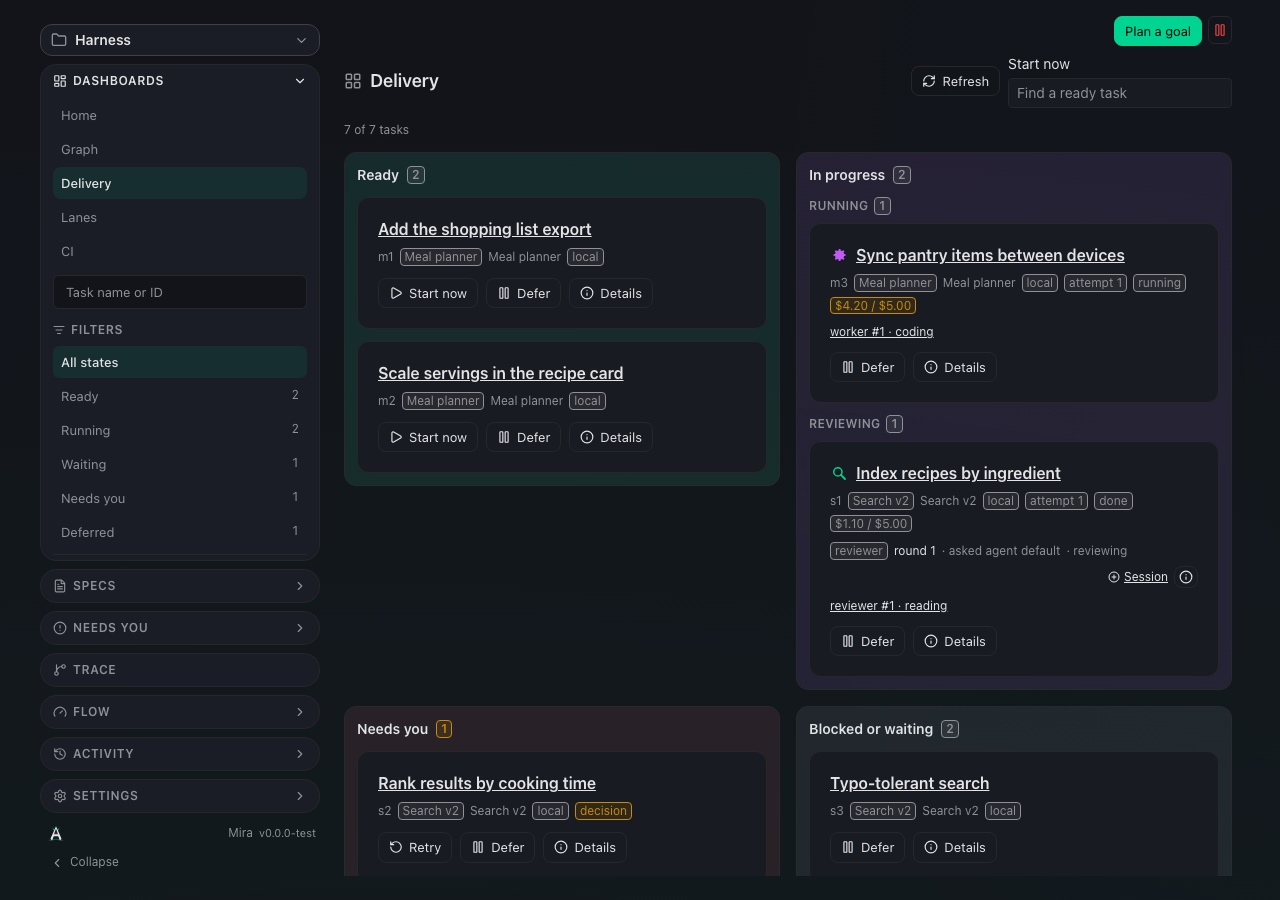 Harness
DASHBOARDS
Home
Graph
Delivery
Lanes
CI
Task name or ID
FILTERS
All states
Ready 2
Running 2
Waiting 1
Needs you 1
Deferred 1
SPECS
NEEDS YOU
TRACE
FLOW
ACTIVITY
SETTINGS
Mira v0.0.0-test
Collapse
Plan a goal
Delivery
Refresh
Start now
Find a ready task
7 of 7 tasks
Ready 2
Add the shopping list export
m1 Meal planner Meal planner local
Start now Defer Details
Scale servings in the recipe card
m2 Meal planner Meal planner local
Start now Defer Details
In progress 2
RUNNING 1
Sync pantry items between devices
m3 Meal planner Meal planner local attempt 1 running
$4.20 / $5.00
worker #1 · coding
Defer Details
REVIEWING 1
Index recipes by ingredient
s1 Search v2 Search v2 local attempt 1 done
$1.10 / $5.00
reviewer round 1 · asked agent default · reviewing
Session
reviewer #1 · reading
Defer Details
Needs you 1
Rank results by cooking time
s2 Search v2 Search v2 local decision
Retry Defer Details
Blocked or waiting 2
Typo-tolerant search
s3 Search v2 Search v2 local
Defer Details